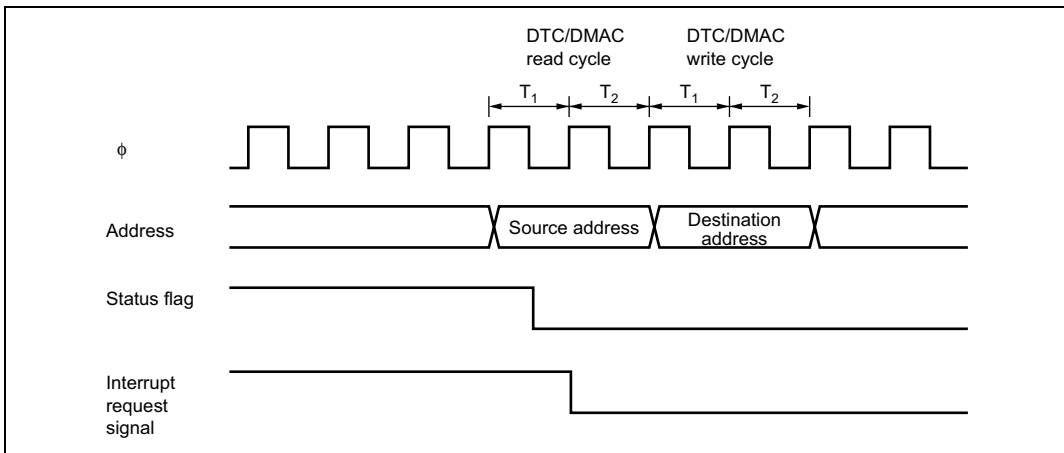 DTC/DMAC DTC/DMAC
read cycle write cycle
T₁ T₂ T₁ T₂
ϕ
Address
Source address
Destination
address
Status flag
Interrupt
request
signal